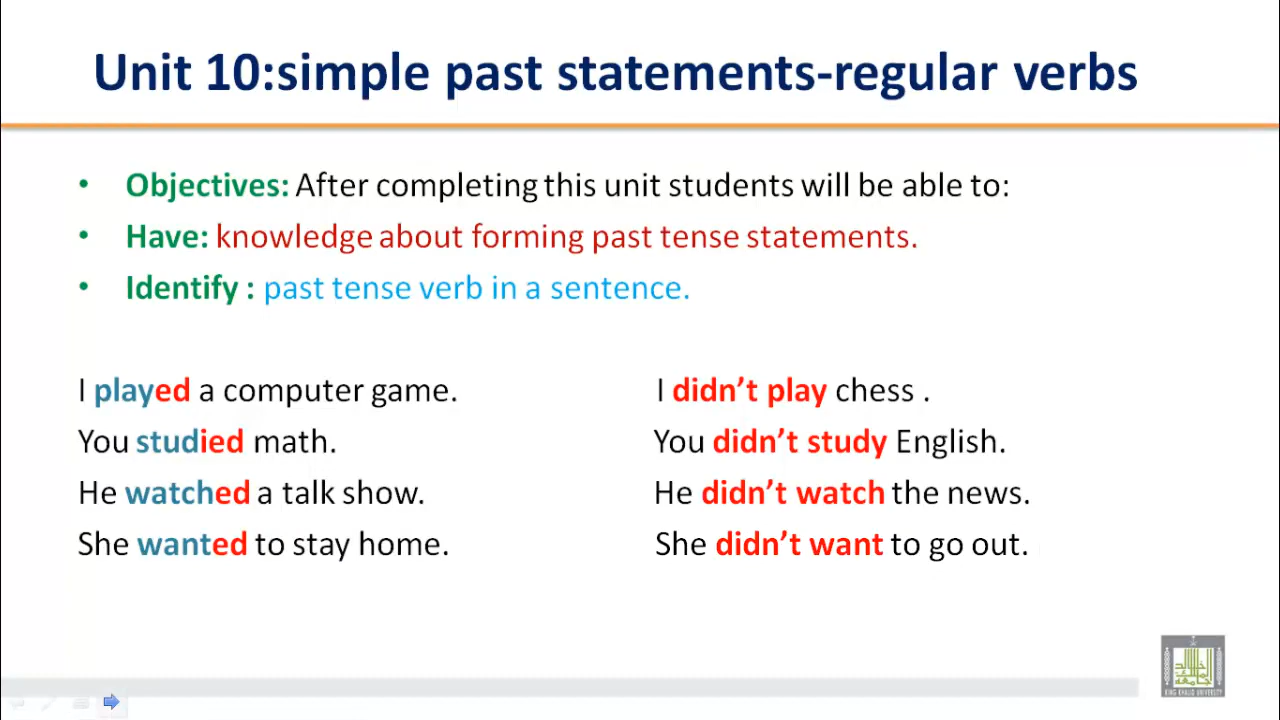 Unit 10:simple past statements-regular verbs
• Objectives: After completing this unit students will be able to:
• Have: knowledge about forming past tense statements.
• Identify : past tense verb in a sentence.
I played a computer game.
I didn’t play chess .
You studied math.
You didn’t study English.
He watched a talk show.
He didn’t watch the news.
She wanted to stay home.
She didn’t want to go out.
KING KHALID UNIVERSITY